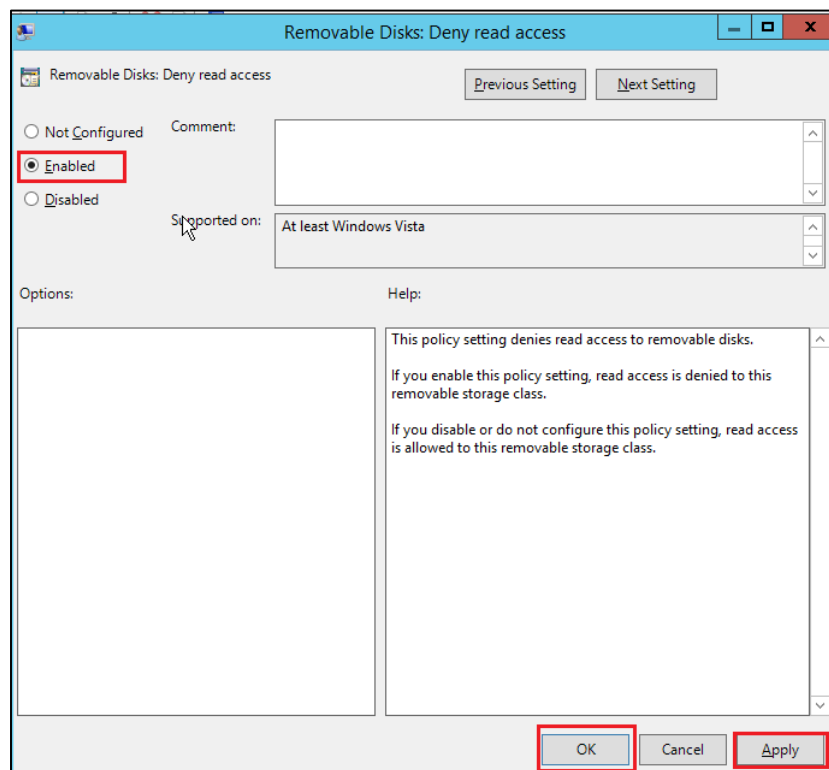 Removable Disks: Deny read access
Removable Disks: Deny read access
Previous Setting
Next Setting
Not Configured
Comment:
Enabled
Disabled
Supported on:
At least Windows Vista
Options:
Help:
This policy setting denies read access to removable disks.
If you enable this policy setting, read access is denied to this
removable storage class.
If you disable or do not configure this policy setting, read access
is allowed to this removable storage class.
OK
Cancel
Apply